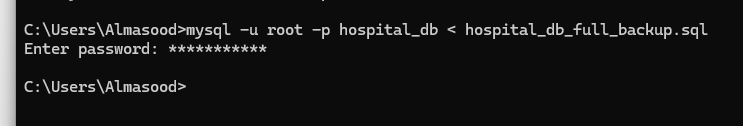 C:\Users\Almasood>mysql -u root -p hospital_db < hospital_db_full_backup.sql
Enter password: ***********
C:\Users\Almasood>